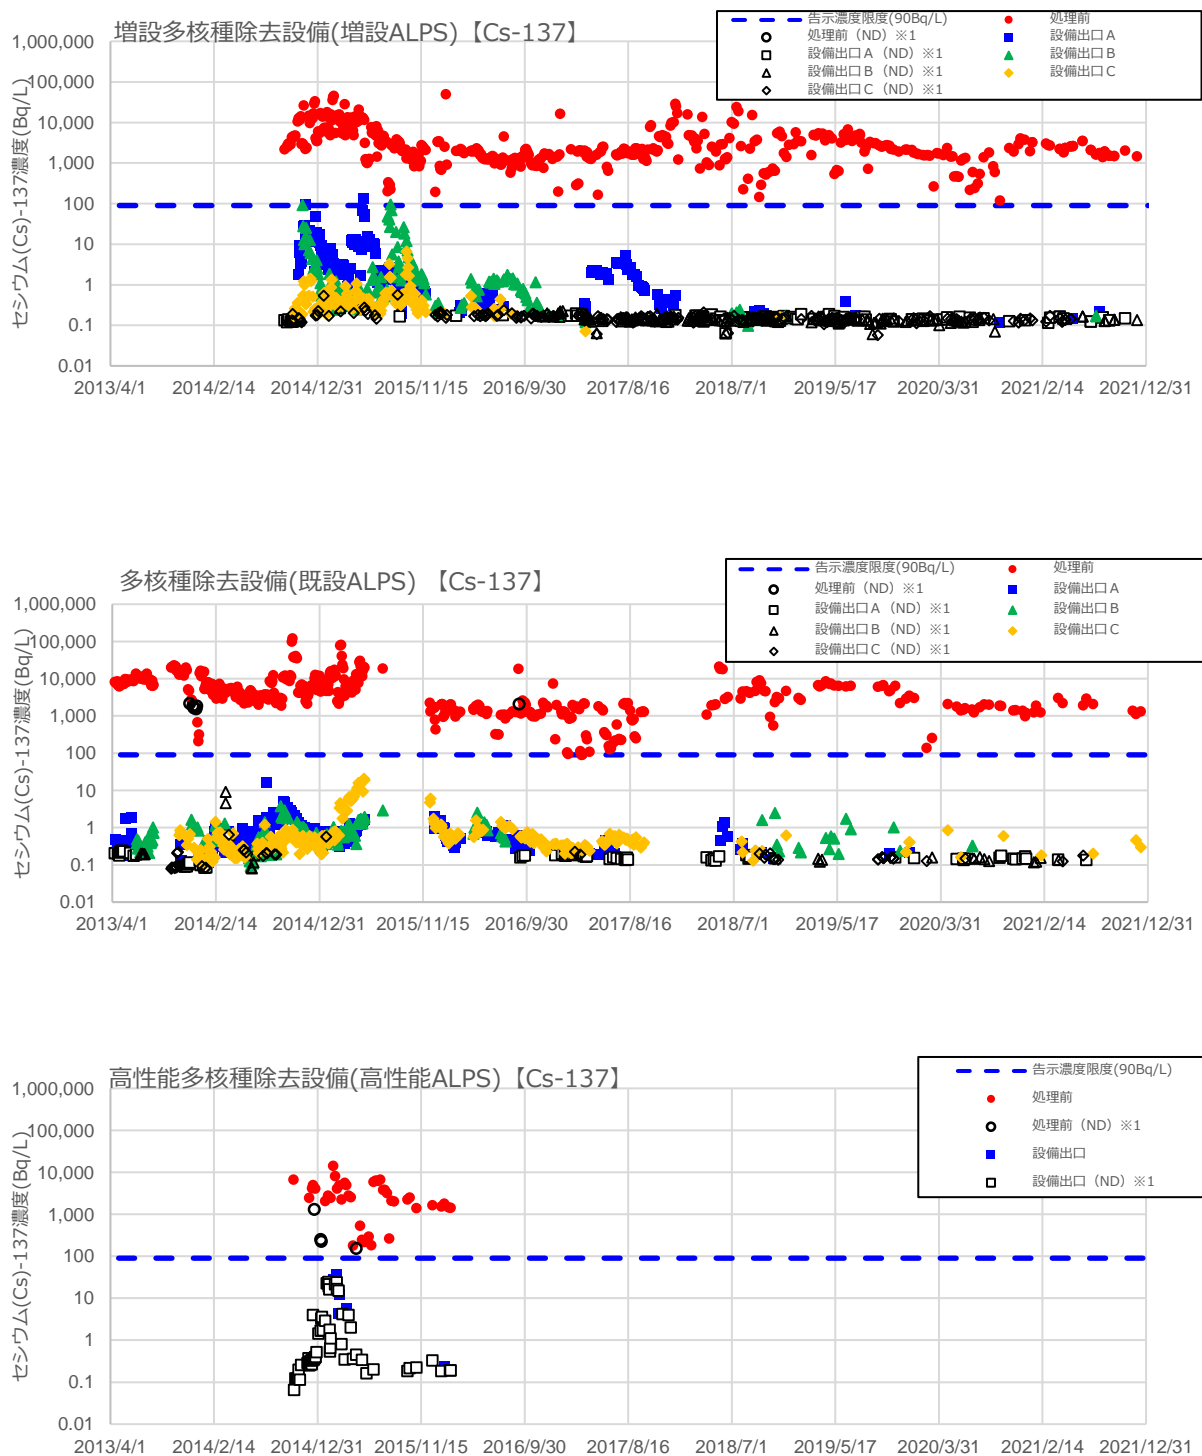 増設多核種除去設備(増設ALPS)【Cs-137】
告示濃度限度(90Bq/L)
処理前
処理前（ND）※1
設備出口A
設備出口A（ND）※1
設備出口B
設備出口B（ND）※1
設備出口C
設備出口C（ND）※1
セシウム(Cs)-137濃度(Bq/L)
1,000,000
100,000
10,000
1,000
100
10
1
0.1
0.01
2013/4/1 2014/2/14 2014/12/31 2015/11/15 2016/9/30 2017/8/16 2018/7/1 2019/5/17 2020/3/31 2021/2/14 2021/12/31
多核種除去設備(既設ALPS) 【Cs-137】
告示濃度限度(90Bq/L)
処理前
処理前（ND）※1
設備出口A
設備出口A（ND）※1
設備出口B
設備出口B（ND）※1
設備出口C
設備出口C（ND）※1
セシウム(Cs)-137濃度(Bq/L)
1,000,000
100,000
10,000
1,000
100
10
1
0.1
0.01
2013/4/1 2014/2/14 2014/12/31 2015/11/15 2016/9/30 2017/8/16 2018/7/1 2019/5/17 2020/3/31 2021/2/14 2021/12/31
高性能多核種除去設備(高性能ALPS)【Cs-137】
告示濃度限度(90Bq/L)
処理前
処理前（ND）※1
設備出口
設備出口（ND）※1
セシウム(Cs)-137濃度(Bq/L)
1,000,000
100,000
10,000
1,000
100
10
1
0.1
0.01
2013/4/1 2014/2/14 2014/12/31 2015/11/15 2016/9/30 2017/8/16 2018/7/1 2019/5/17 2020/3/31 2021/2/14 2021/12/31